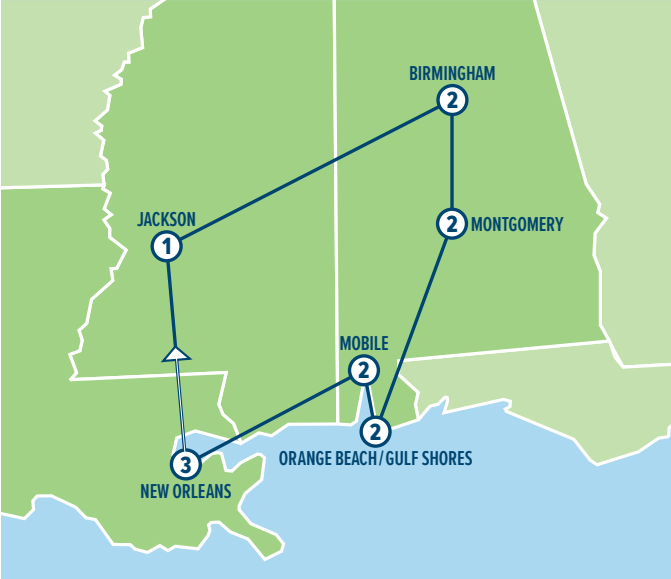 BIRMINGHAM
2
JACKSON
1
2 MONTGOMERY
MOBILE
2
2
ORANGE BEACH / GULF SHORES
3
NEW ORLEANS